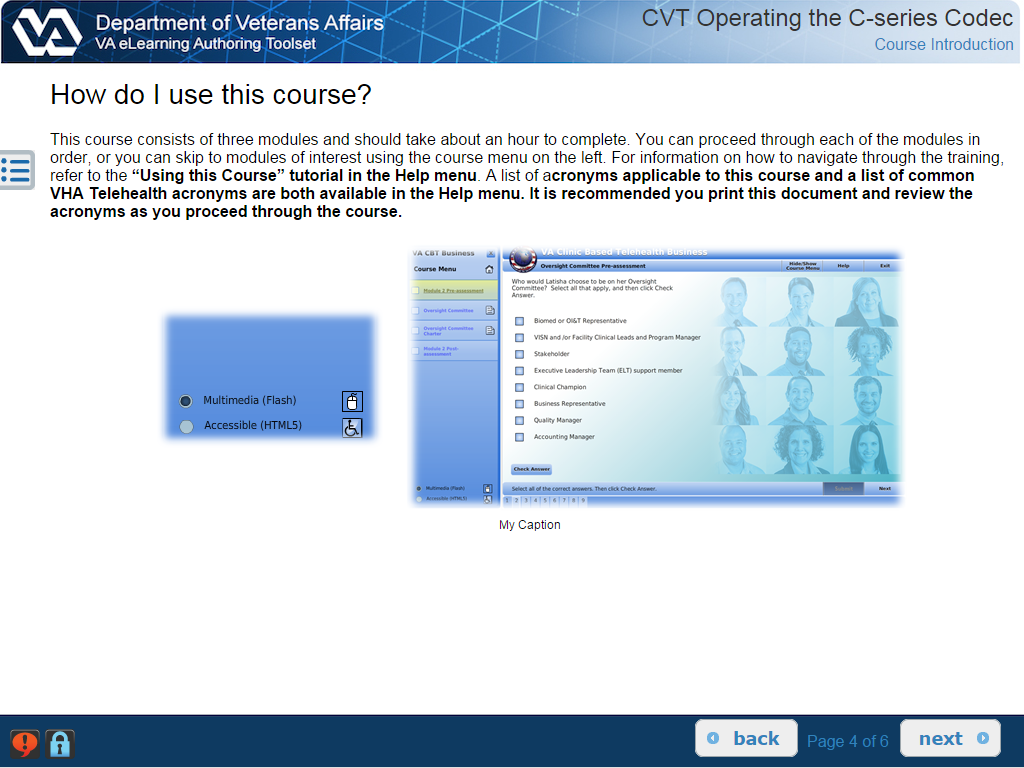 Department of Veterans Affairs
VA eLearning Authoring Toolset
CVT Operating the C-series Codec
Course Introduction
How do I use this course?
This course consists of three modules and should take about an hour to complete. You can proceed through each of the modules in
order, or you can skip to modules of interest using the course menu on the left. For information on how to navigate through the training,
refer to the “Using this Course” tutorial in the Help menu. A list of acronyms applicable to this course and a list of common
VHA Telehealth acronyms are both available in the Help menu. It is recommended you print this document and review the
acronyms as you proceed through the course.
Multimedia (Flash)
Accessible (HTML5)
VA CBT Business
Course Menu
Module 2 Pre-assessment
Oversight Committee
Oversight Committee
Charter
Module 2 Post-
assessment
Multimedia (Flash)
Accessible (HTML5)
VA Clinic Based Telehealth Business
Oversight Committee Pre-assessment
Hide/Show
Course Menu
Help
Exit
Who would Latisha choose to be on her Oversight
Committee? Select all that apply, and then click Check
Answer.
Biomed or OI&T Representative
VISN and /or Facility Clinical Leads and Program Manager
Stakeholder
Executive Leadership Team (ELT) support member
Clinical Champion
Business Representative
Quality Manager
Accounting Manager
Check Answer
Select all of the correct answers. Then click Check Answer.
Submit
Next
1 2 3 4 5 6 7 8 9
My Caption
back
Page 4 of 6
next